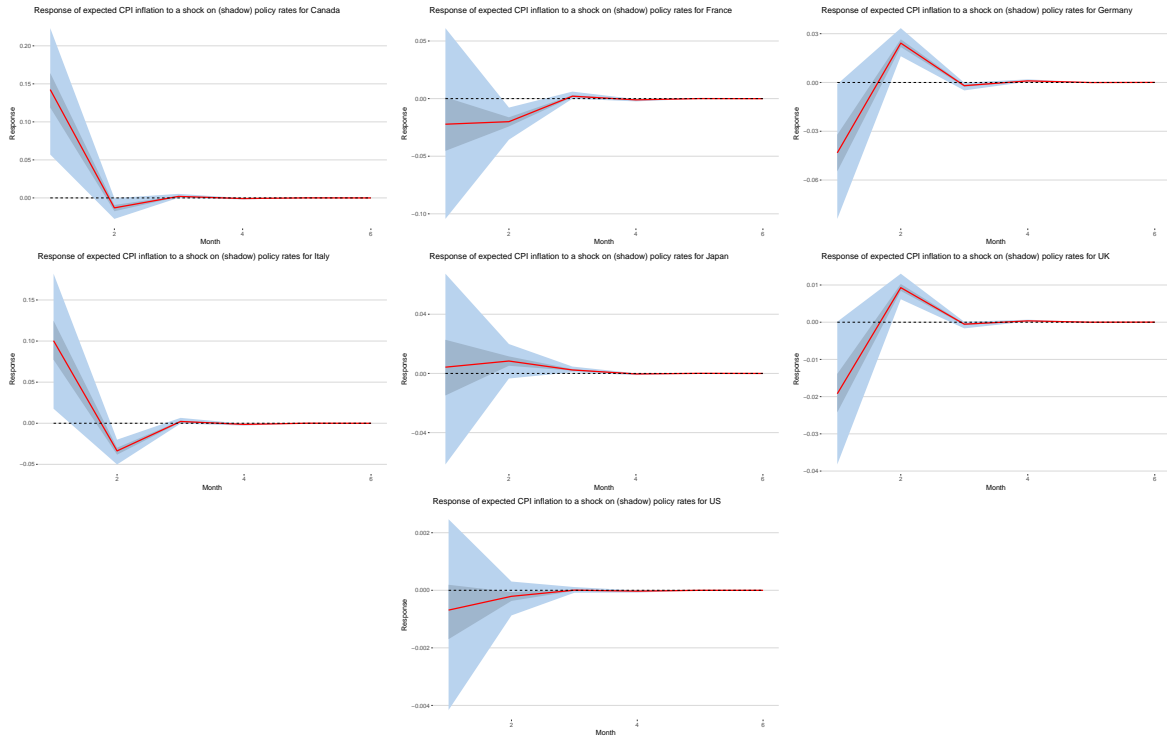 Response of expected CPI inflation to a shock on (shadow) policy rates for Canada
0.20
0.15
0.10
0.05
0.00
Response
2
4
6
Month
Response of expected CPI inflation to a shock on (shadow) policy rates for France
0.05
0.00
−0.05
−0.10
Response
2
4
6
Month
Response of expected CPI inflation to a shock on (shadow) policy rates for Germany
0.03
0.00
−0.03
−0.06
Response
2
4
6
Month
Response of expected CPI inflation to a shock on (shadow) policy rates for Italy
0.15
0.10
0.05
0.00
−0.05
Response
2
4
6
Month
Response of expected CPI inflation to a shock on (shadow) policy rates for Japan
0.04
0.00
−0.04
Response
2
4
6
Month
Response of expected CPI inflation to a shock on (shadow) policy rates for UK
0.01
0.00
−0.01
−0.02
−0.03
−0.04
Response
2
4
6
Month
Response of expected CPI inflation to a shock on (shadow) policy rates for US
0.002
0.000
−0.002
−0.004
Response
2
4
6
Month